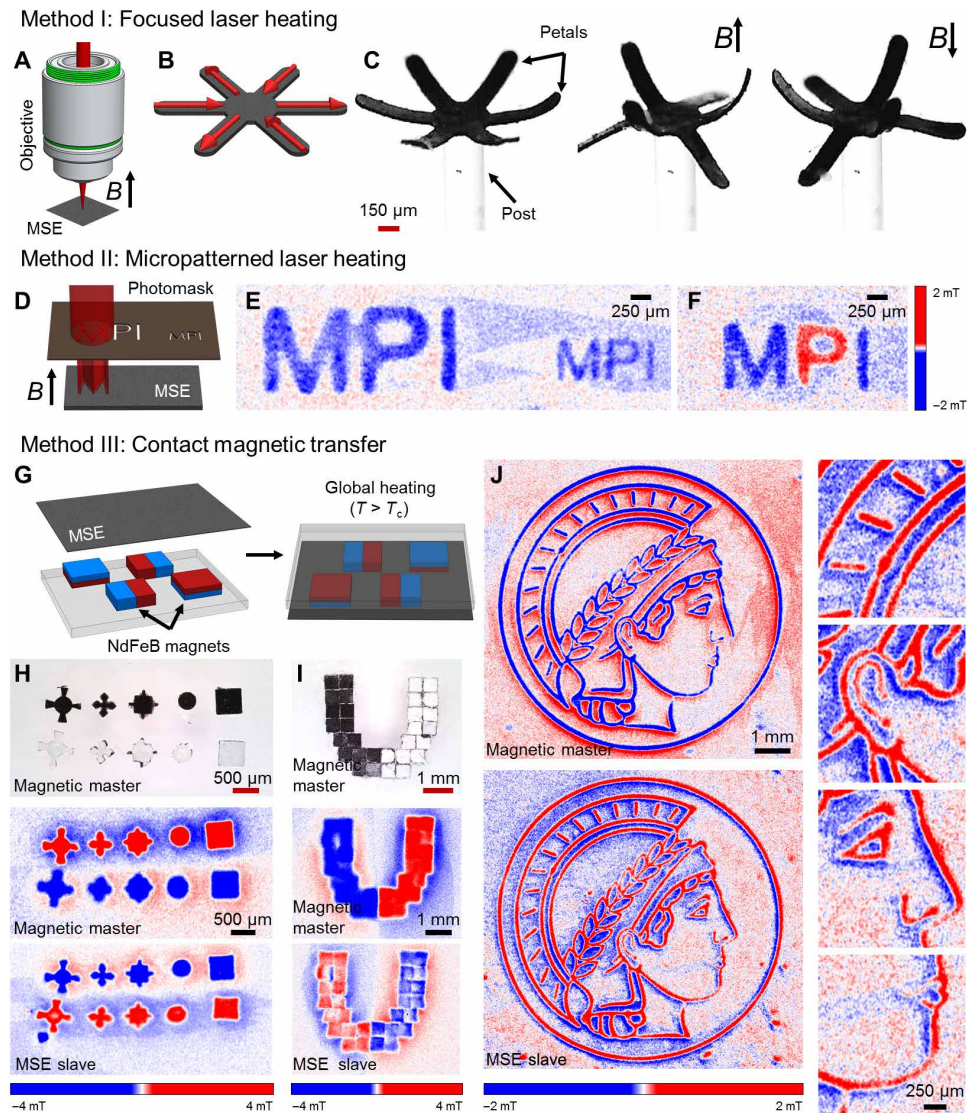 Method I: Focused laser heating
A
B
C
Objective
B
MSE
Petals
150 µm
Post
B
B
Method II: Micropatterned laser heating
D
Photomask
PI
MPI
B
MSE
E
250 µm
MPI
MPI
F
250 µm
MPI
2 mT
−2 mT
Method III: Contact magnetic transfer
G
MSE
Global heating
(T > Tc)
NdFeB magnets
H
Magnetic master
500 µm
Magnetic master
500 µm
MSE slave
−4 mT
4 mT
I
Magnetic
master
1 mm
Magnetic
master
1 mm
MSE slave
−4 mT
4 mT
J
Magnetic master
1 mm
MSE slave
−2 mT
2 mT
250 µm